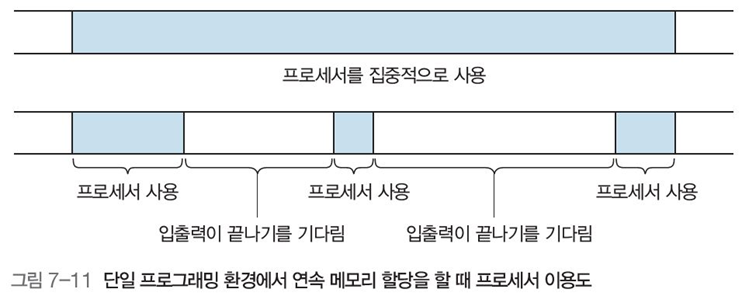 프로세서를 집중적으로 사용
프로세서 사용 프로세서 사용 프로세서 사용
입출력이 끝나기를 기다림 입출력이 끝나기를 기다림
그림 7-11 단일 프로그래밍 환경에서 연속 메모리 할당을 할 때 프로세서 이용도